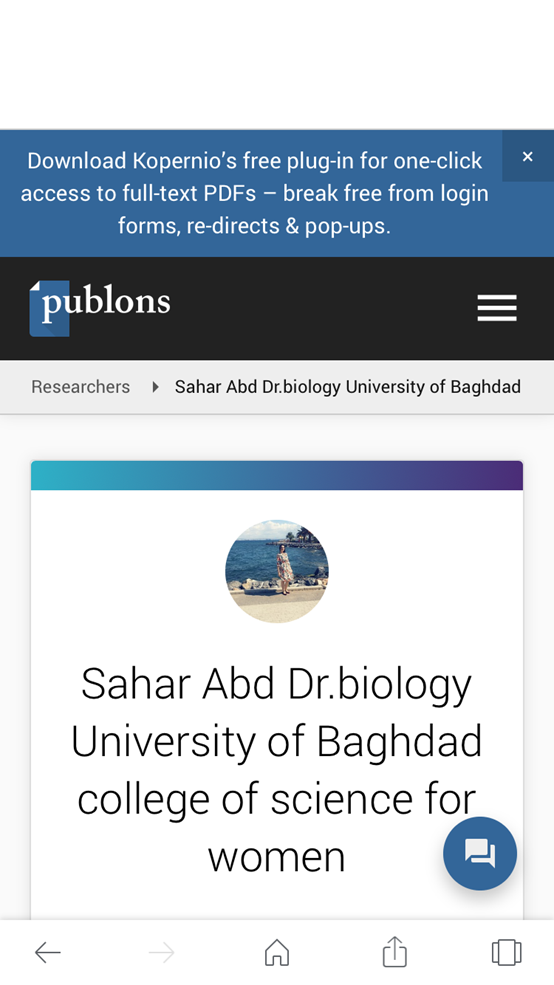 Download Kopernio’s free plug-in for one-click
access to full-text PDFs – break free from login
forms, re-directs & pop-ups.
×
publons
Researchers
Sahar Abd Dr.biology University of Baghdad
Sahar Abd Dr.biology
University of Baghdad
college of science for
women